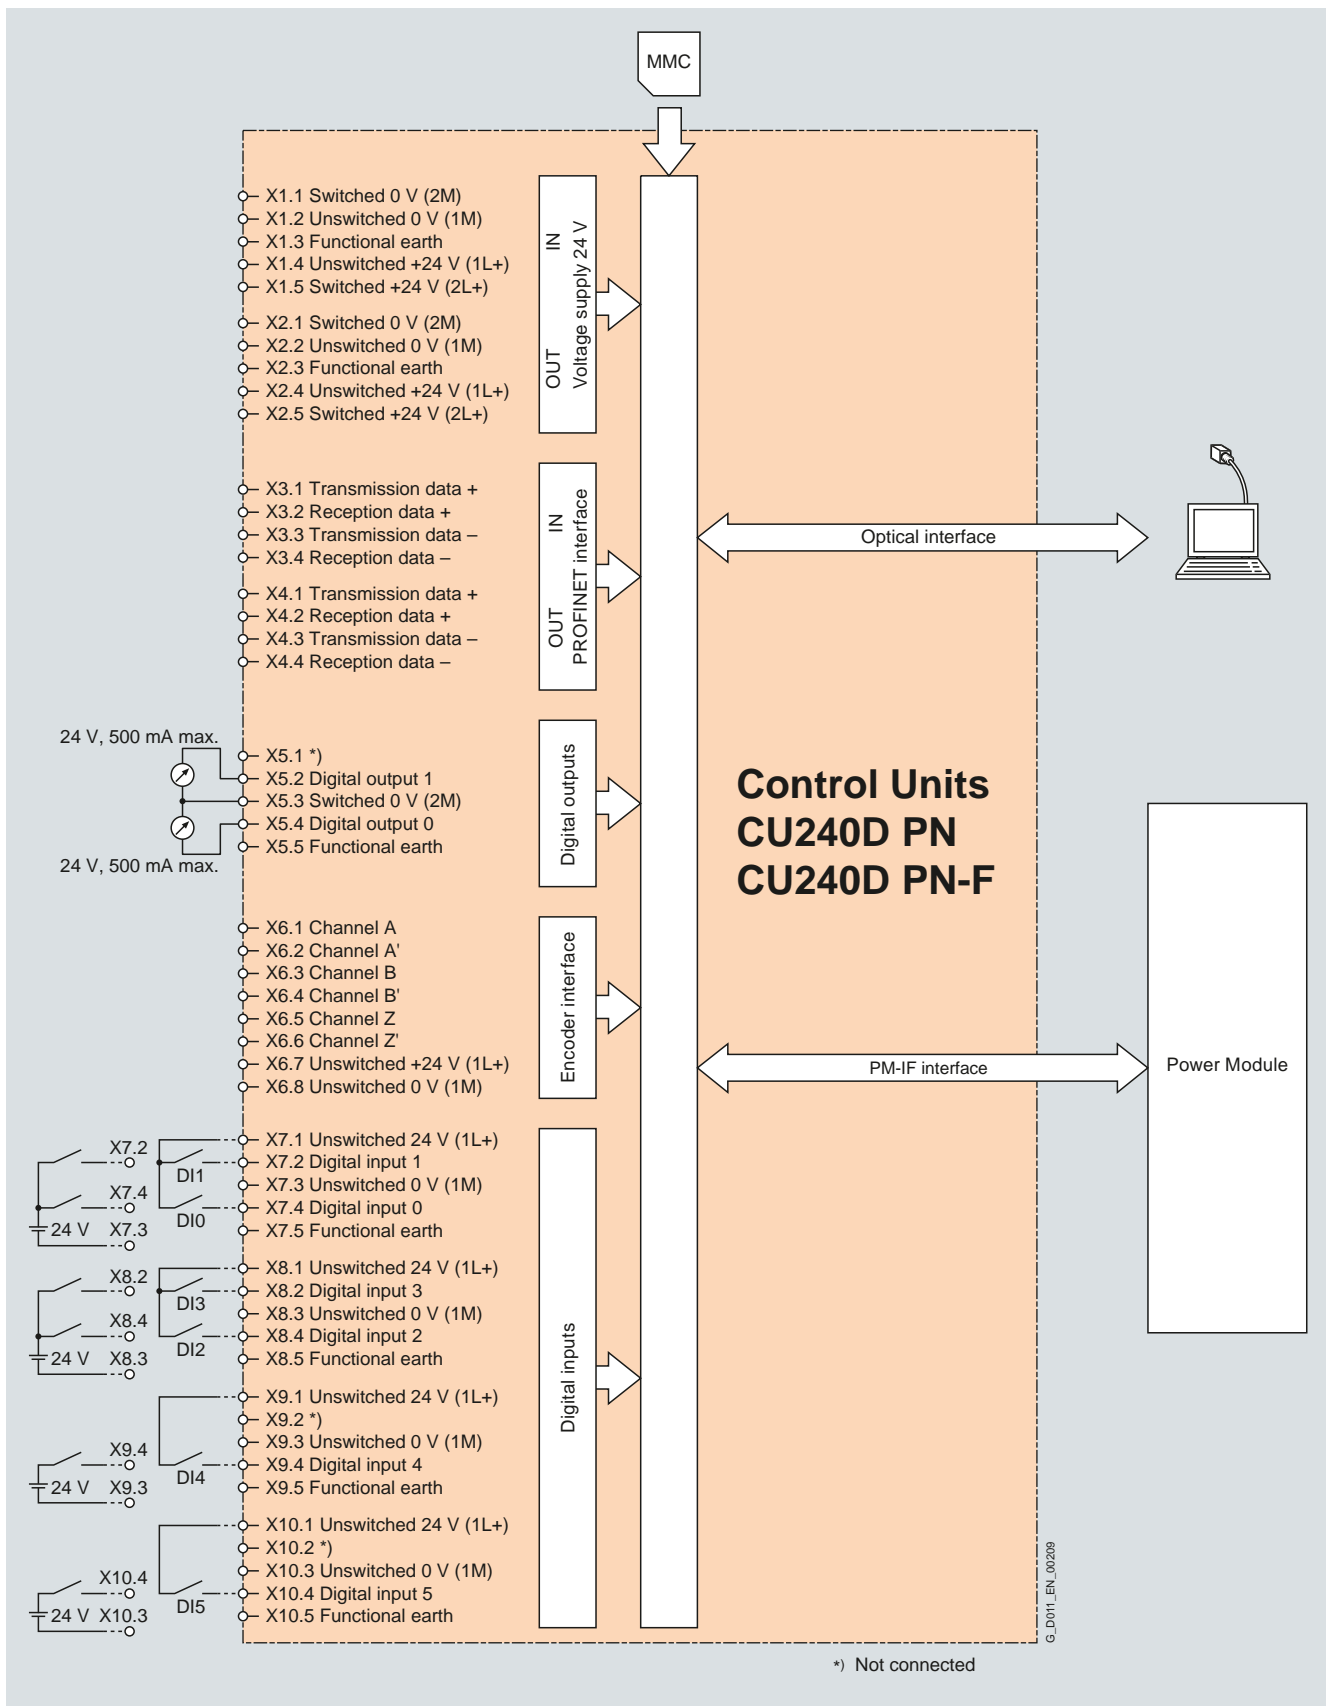 MMC
X1.1 Switched 0 V (2M)
X1.2 Unswitched 0 V (1M)
X1.3 Functional earth
X1.4 Unswitched +24 V (1L+)
X1.5 Switched +24 V (2L+)
X2.1 Switched 0 V (2M)
X2.2 Unswitched 0 V (1M)
X2.3 Functional earth
X2.4 Unswitched +24 V (1L+)
X2.5 Switched +24 V (2L+)
OUT IN
Voltage supply 24 V
X3.1 Transmission data +
X3.2 Reception data +
X3.3 Transmission data –
X3.4 Reception data –
X4.1 Transmission data +
X4.2 Reception data +
X4.3 Transmission data –
X4.4 Reception data –
OUT IN
PROFINET interface
Optical interface
24 V, 500 mA max.
X5.1 *)
X5.2 Digital output 1
X5.3 Switched 0 V (2M)
X5.4 Digital output 0
X5.5 Functional earth
24 V, 500 mA max.
Digital outputs
Control Units
CU240D PN
CU240D PN-F
X6.1 Channel A
X6.2 Channel A'
X6.3 Channel B
X6.4 Channel B'
X6.5 Channel Z
X6.6 Channel Z'
X6.7 Unswitched +24 V (1L+)
X6.8 Unswitched 0 V (1M)
Encoder interface
PM-IF interface
Power Module
X7.2
X7.4
24 V X7.3
DI1
DI0
X7.1 Unswitched 24 V (1L+)
X7.2 Digital input 1
X7.3 Unswitched 0 V (1M)
X7.4 Digital input 0
X7.5 Functional earth
X8.2
X8.4
24 V X8.3
DI3
DI2
X8.1 Unswitched 24 V (1L+)
X8.2 Digital input 3
X8.3 Unswitched 0 V (1M)
X8.4 Digital input 2
X8.5 Functional earth
Digital inputs
X9.4
24 V X9.3
DI4
X9.1 Unswitched 24 V (1L+)
X9.2 *)
X9.3 Unswitched 0 V (1M)
X9.4 Digital input 4
X9.5 Functional earth
X10.4
24 V X10.3
DI5
X10.1 Unswitched 24 V (1L+)
X10.2 *)
X10.3 Unswitched 0 V (1M)
X10.4 Digital input 5
X10.5 Functional earth
G_D011_EN_00209
*) Not connected